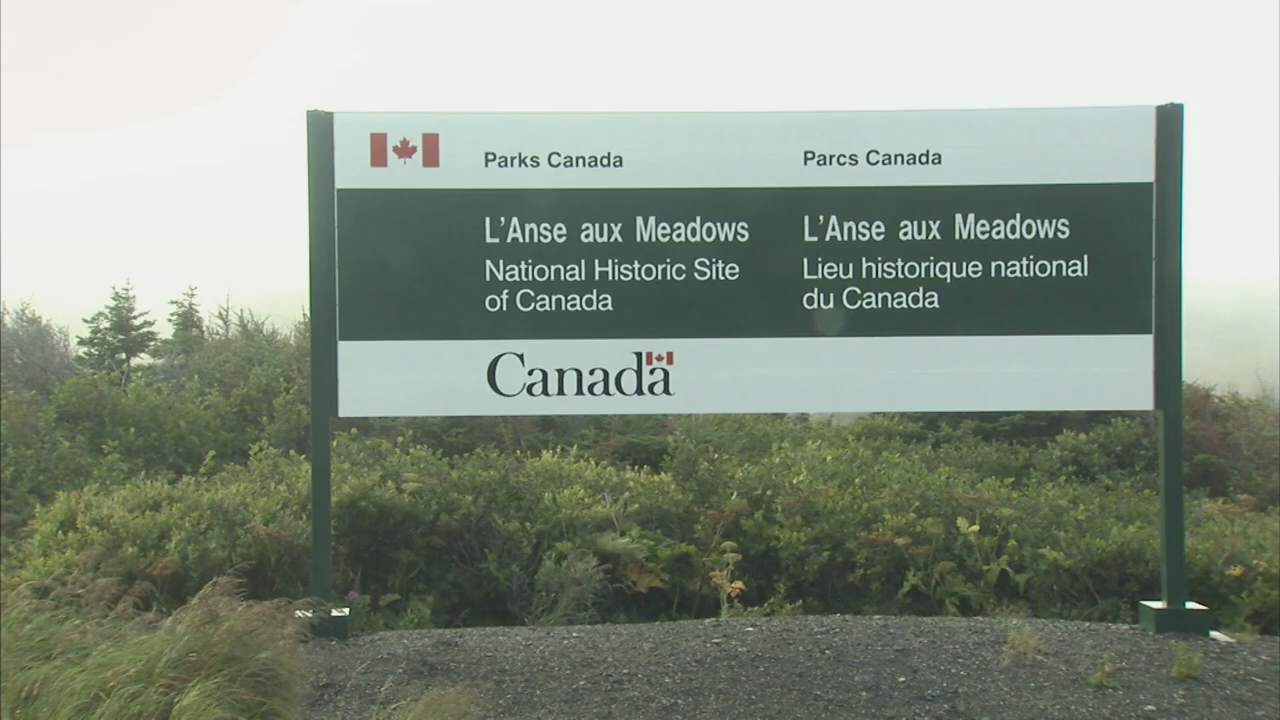 Parks Canada
L'Anse aux Meadows
National Historic Site
of Canada
Parcs Canada
L'Anse aux Meadows
Lieu historique national
du Canada
Canada